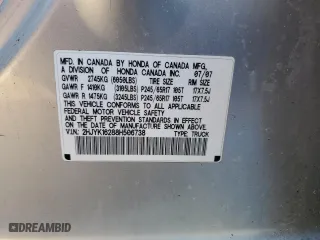 MFD. IN CANADA BY HONDA OF CANADA MFG.,
A DIVISION OF HONDA CANADA INC. 07/07
GVWR 2745KG (6050LBS) TIRE SIZE RIM SIZE
GAWR F 1410KG (3105LBS) P245/65R17 105T 17X7.5J
GAWR R 1475KG (3245LBS) P245/65R17 105T 17X7.5J
THIS VEHICLE CONFORMS TO ALL APPLICABLE
FEDERAL MOTOR VEHICLE SAFETY AND
THEFT PREVENTION STANDARDS IN EFFECT
ON THE DATE OF MANUFACTURE SHOWN ABOVE.
VIN: 2HJYK16288H506738 TYPE: TRUCK
©DREAMBID